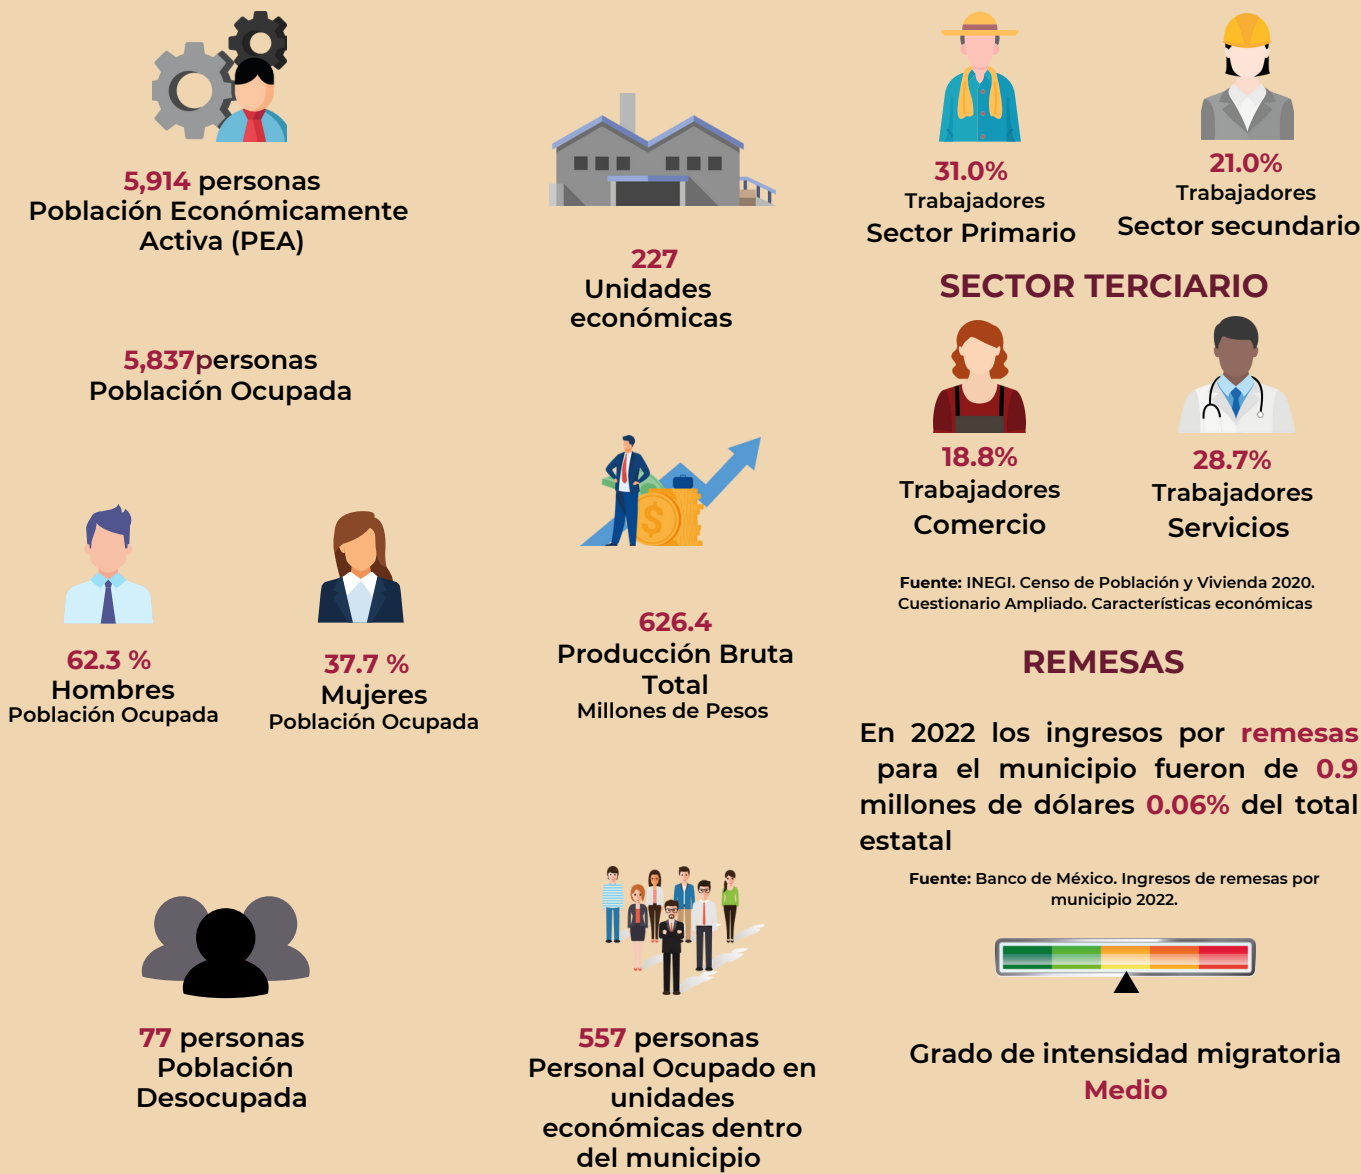 5,914 personas
Población Económicamente
Activa (PEA)
5,837personas
Población Ocupada
62.3 %
Hombres
Población Ocupada
37.7 %
Mujeres
Población Ocupada
77 personas
Población
Desocupada
227
Unidades
económicas
$
626.4
Producción Bruta
Total
Millones de Pesos
557 personas
Personal Ocupado en
unidades
económicas dentro
del municipio
31.0%
Trabajadores
Sector Primario
21.0%
Trabajadores
Sector secundario
SECTOR TERCIARIO
18.8%
Trabajadores
Comercio
28.7%
Trabajadores
Servicios
Fuente: INEGI. Censo de Población y Vivienda 2020.
Cuestionario Ampliado. Características económicas
REMESAS
En 2022 los ingresos por remesas
para el municipio fueron de 0.9
millones de dólares 0.06% del total
estatal
Fuente: Banco de México. Ingresos de remesas por
municipio 2022.
Grado de intensidad migratoria
Medio